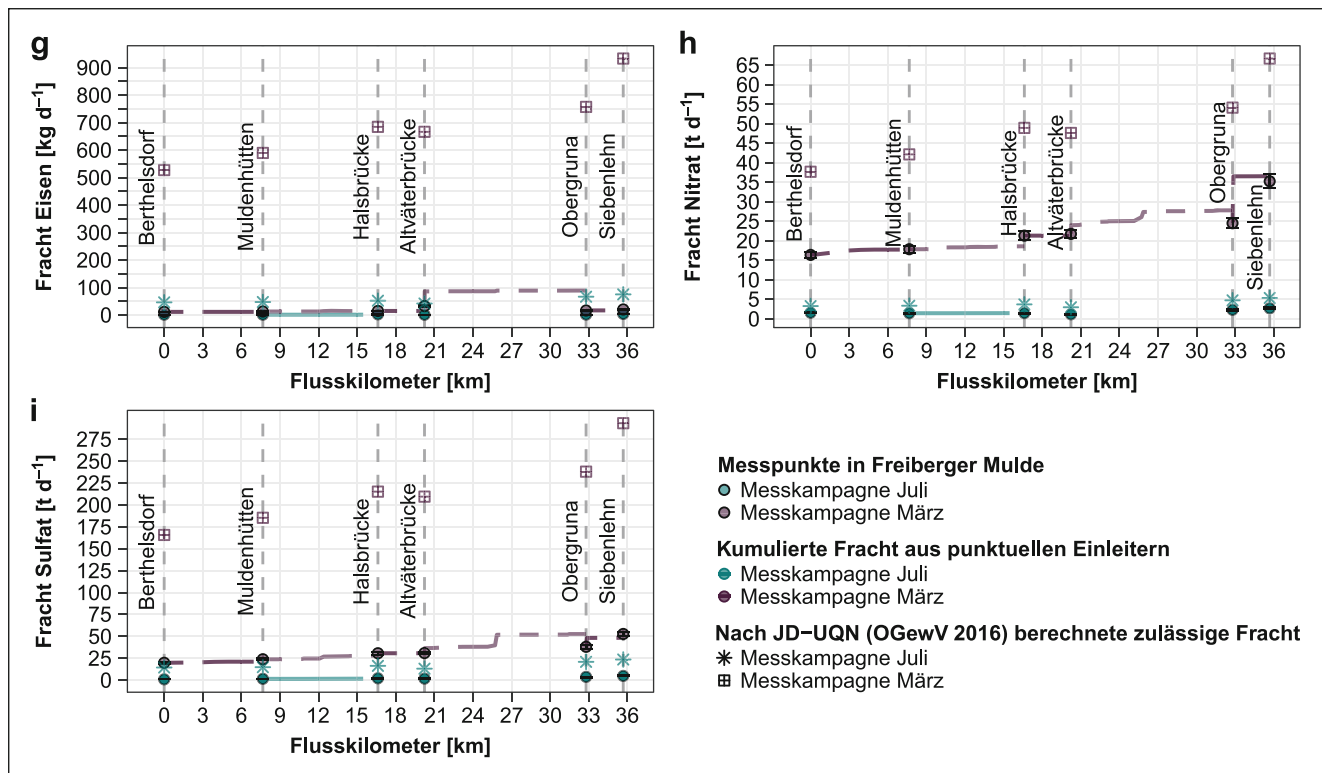 g
Fracht Eisen [kg d⁻¹]
900
800
700
600
500
400
300
200
100
0
Berthelsdorf
Muldenhütten
Halsbrücke
Altväterbrücke
Obergruna
Siebenlehn
0 3 6 9 12 15 18 21 24 27 30 33 36
Flusskilometer [km]
h
Fracht Nitrat [t d⁻¹]
65
55
50
45
40
35
25
20
15
10
5
0
Berthelsdorf
Muldenhütten
Halsbrücke
Altväterbrücke
Obergruna
Siebenlehn
0 3 6 9 12 15 18 21 24 27 30 33 36
Flusskilometer [km]
i
Fracht Sulfat [t d⁻¹]
275
250
225
200
175
150
125
100
75
50
25
0
Berthelsdorf
Muldenhütten
Halsbrücke
Altväterbrücke
Obergruna
Siebenlehn
0 3 6 9 12 15 18 21 24 27 30 33 36
Flusskilometer [km]
Messpunkte in Freiberger Mulde
Messkampagne Juli
Messkampagne März
Kumulierte Fracht aus punktuellen Einleitern
Messkampagne Juli
Messkampagne März
Nach JD−UQN (OGewV 2016) berechnete zulässige Fracht
Messkampagne Juli
Messkampagne März